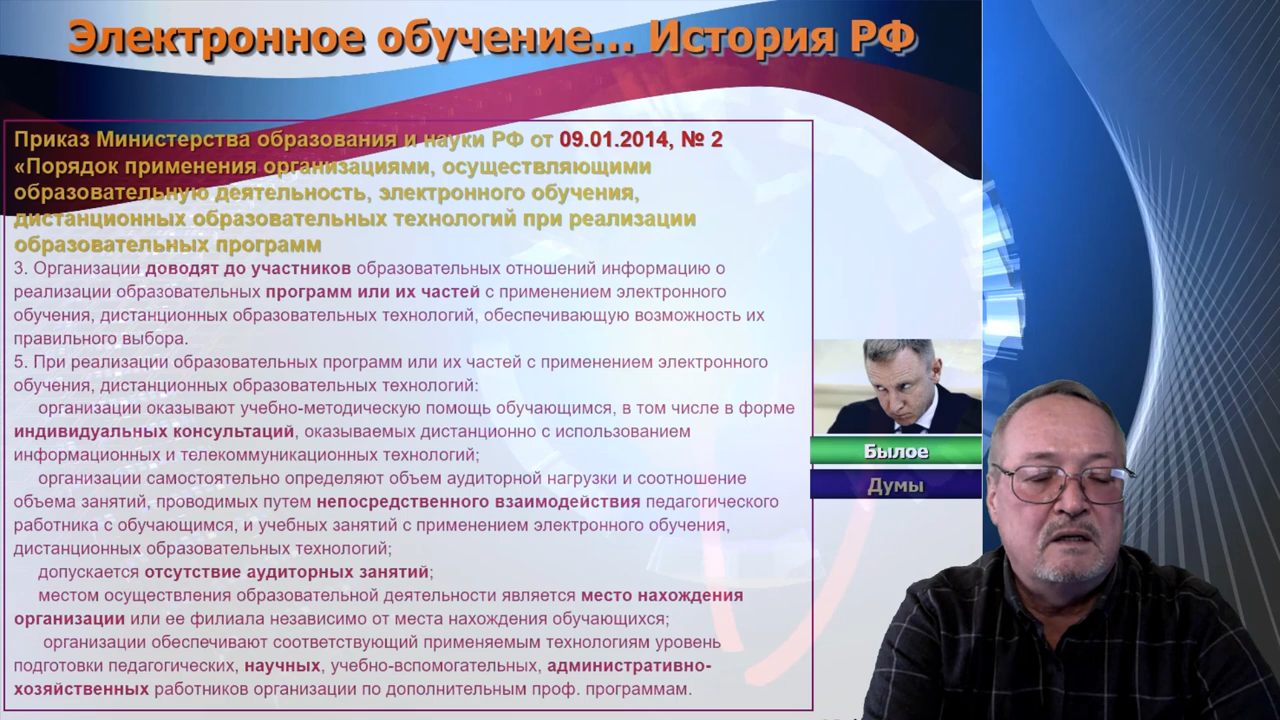 Электронное обучение... История РФ
Приказ Министерства образования и науки РФ от 09.01.2014, № 2
«Порядок применения организациями, осуществляющими
образовательную деятельность, электронного обучения,
дистанционных образовательных технологий при реализации
образовательных программ
3. Организации доводят до участников образовательных отношений информацию о
реализации образовательных программ или их частей с применением электронного
обучения, дистанционных образовательных технологий, обеспечивающую возможность их
правильного выбора.
5. При реализации образовательных программ или их частей с применением электронного
обучения, дистанционных образовательных технологий:
организации оказывают учебно-методическую помощь обучающимся, в том числе в форме
индивидуальных консультаций, оказываемых дистанционно с использованием
информационных и телекоммуникационных технологий;
организации самостоятельно определяют объем аудиторной нагрузки и соотношение
объема занятий, проводимых путем непосредственного взаимодействия педагогического
работника с обучающимся, и учебных занятий с применением электронного обучения,
дистанционных образовательных технологий;
допускается отсутствие аудиторных занятий;
местом осуществления образовательной деятельности является место нахождения
организации или ее филиала независимо от места нахождения обучающихся;
организации обеспечивают соответствующий применяемым технологиям уровень
подготовки педагогических, научных, учебно-вспомогательных, административно-
хозяйственных работников организации по дополнительным проф. программам.
Былое
Думы